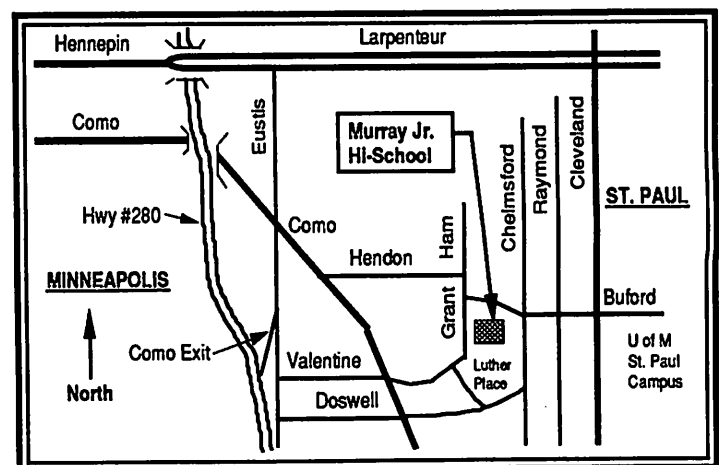 Hennepin
Larpenteur
Como
Eustis
Murray Jr.
Hi-School
Chelmsford
Raymond
Cleveland
ST. PAUL
Hwy #280
Como
Hendon
Grant Ham
MINNEAPOLIS
Buford
Como Exit
Valentine
Luther
Place
U of M
St. Paul
Campus
North
Doswell